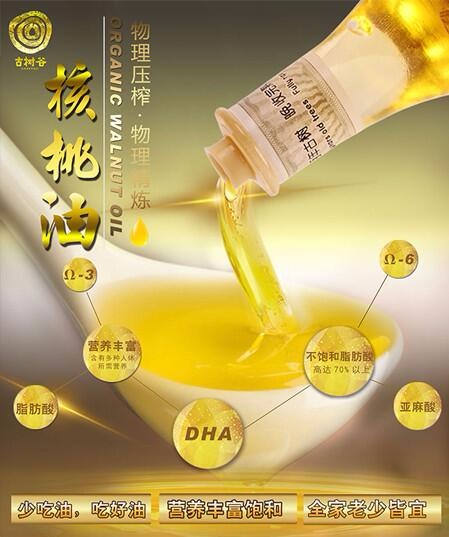 古树谷
核桃油
ORGANIC WALNUT OIL
物理压榨·物理精炼
Ω-3
Ω-6
营养丰富
含有多种人体
所需营养
不饱和脂肪酸
高达 70% 以上
脂肪酸
DHA
亚麻酸
少吃油，吃好油
营养丰富饱和
全家老少皆宜